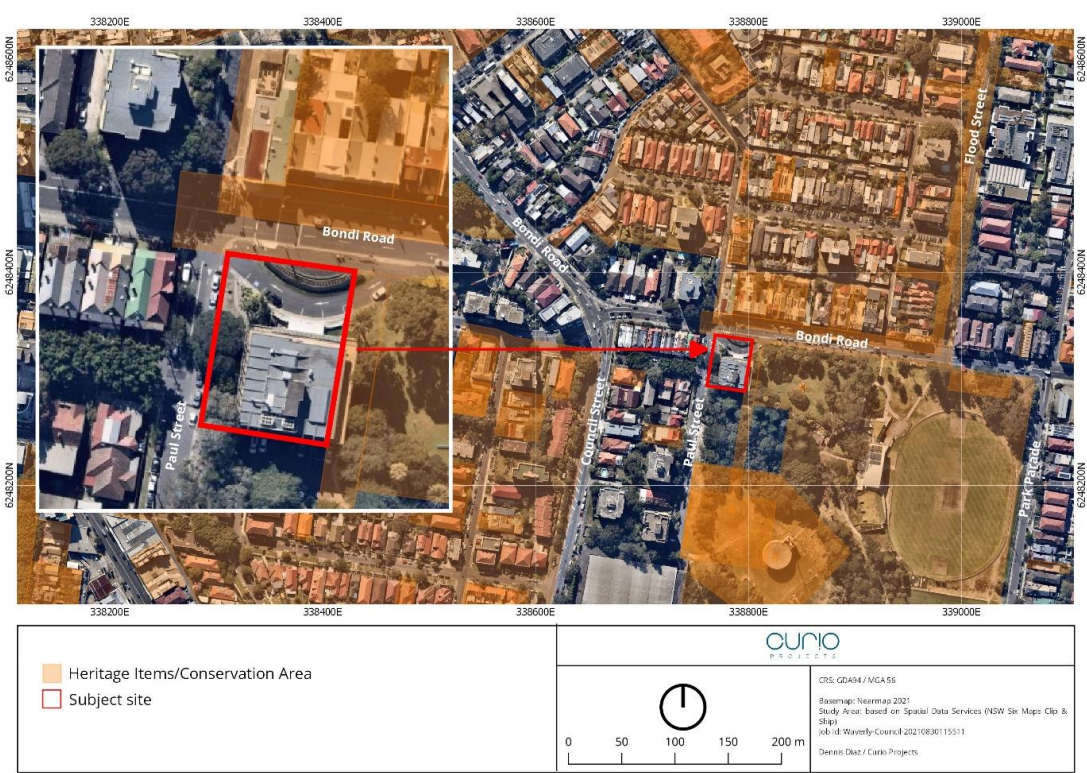 338200E 338400E 338600E 338800E 339000E
6248600N
6248600N
Flood Street
Bondi Road
Bondi Road
6248400N
6248400N
Bondi Road
Council Street
Paul Street
Paul Street
Park Parade
6248200N
6248200N
338200E 338400E 338600E 338800E 339000E
Heritage Items/Conservation Area
Subject site
CURIO
PROJECTS
0 50 100 150 200 m
CRS: GDA94 / MGA 56
Basemap: Nearmap 2021
Study Area: based on Spatial Data Services (NSW Six Maps Clip &
Ship)
Job Id: Waverly-Council-20210830115511
Dennis Diaz / Curio Projects